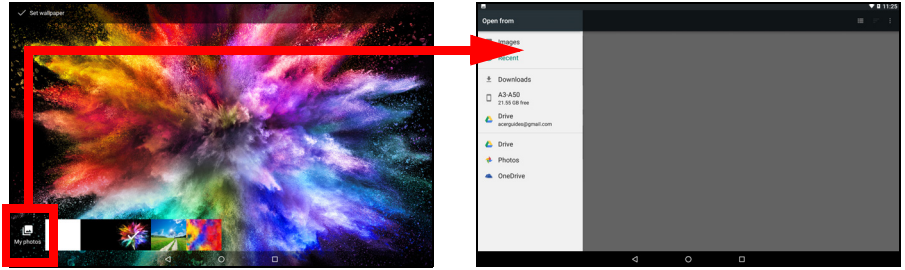 Set wallpaper
My photos
11:25
Open from
Images
Recent
Downloads
A3-A50
21.55 GB free
Drive
acerguides@gmail.com
Drive
Photos
OneDrive